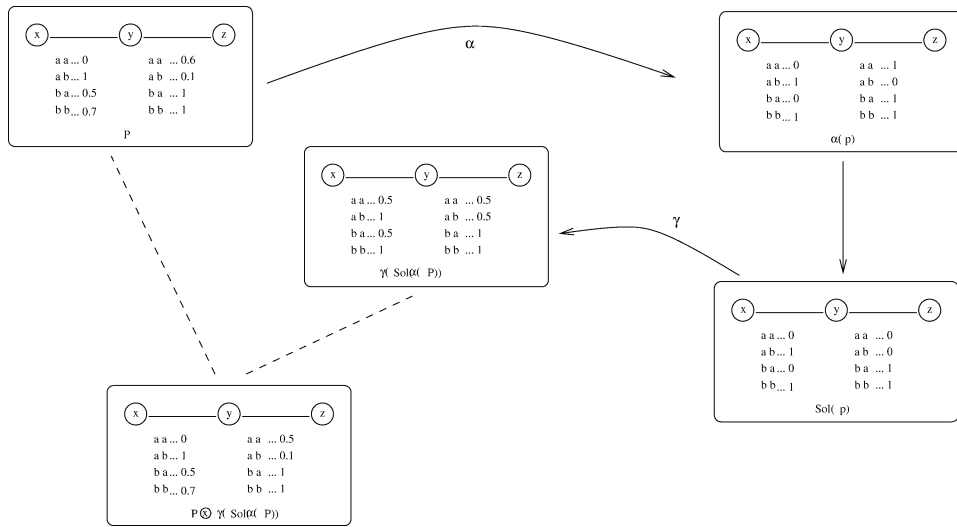 x y z
a a ... 0 a a ... 0.6
a b... 1 a b ... 0.1
b a ... 0.5 b a ... 1
b b... 0.7 b b ... 1
P
α
x y z
a a ... 0 a a ... 1
a b... 1 a b ... 0
b a ... 0 b a ... 1
b b... 1 b b ... 1
α( p)
x y z
a a ... 0.5 a a ... 0.5
a b... 1 a b ... 0.5
b a ... 0.5 b a ... 1
b b... 1 b b ... 1
γ( Solα( P))
γ
x y z
a a ... 0 a a ... 0
a b... 1 a b ... 0
b a ... 0 b a ... 1
b b... 1 b b ... 1
Sol( p)
x y z
a a ... 0 a a ... 0.5
a b... 1 a b ... 0.1
b a ... 0.5 b a ... 1
b b... 0.7 b b ... 1
P ⊗ γ( Solα( P))